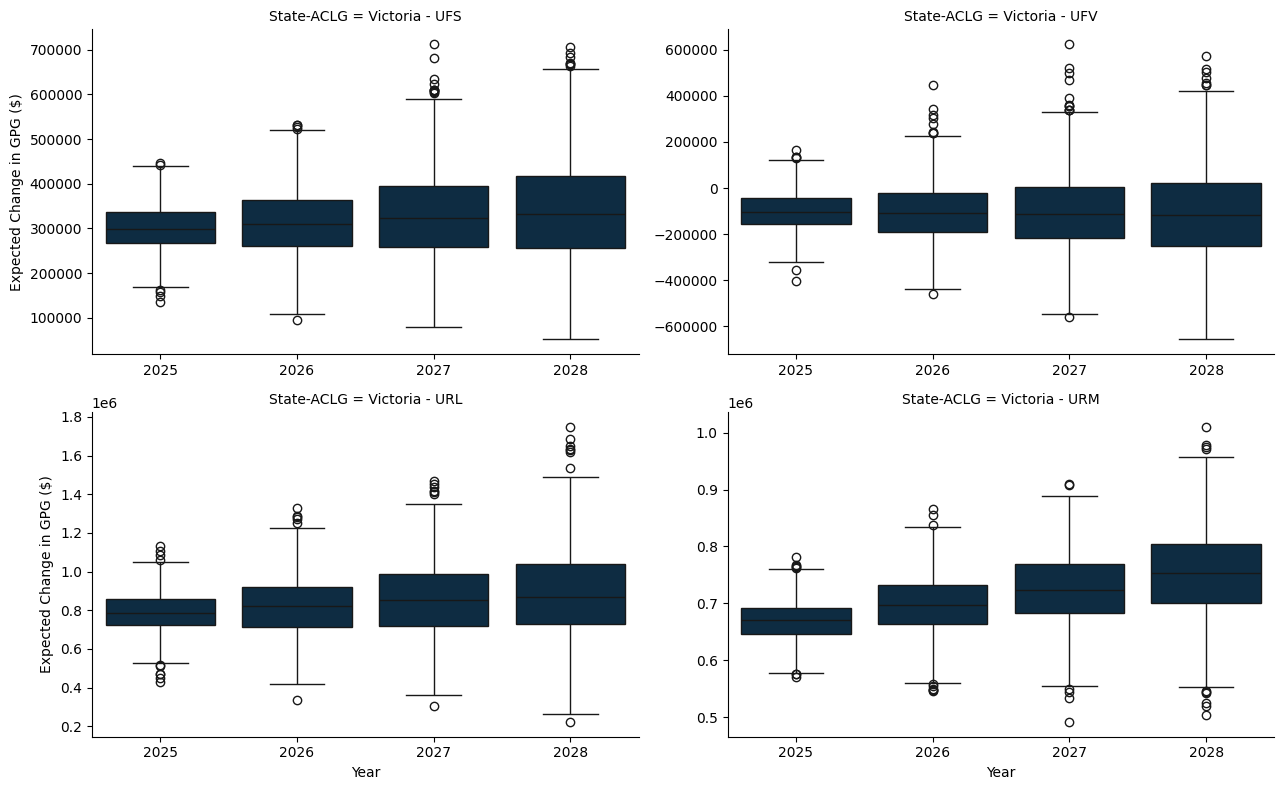 State-ACLG = Victoria - UFS
Expected Change in GPG ($)
700000
600000
500000
400000
300000
200000
100000
2025 2026 2027 2028
State-ACLG = Victoria - UFV
600000
400000
200000
0
−200000
−400000
−600000
2025 2026 2027 2028
State-ACLG = Victoria - URL
1e6
Expected Change in GPG ($)
1.8
1.6
1.4
1.2
1.0
0.8
0.6
0.4
0.2
2025 2026 2027 2028
Year
State-ACLG = Victoria - URM
1e6
1.0
0.9
0.8
0.7
0.6
0.5
2025 2026 2027 2028
Year